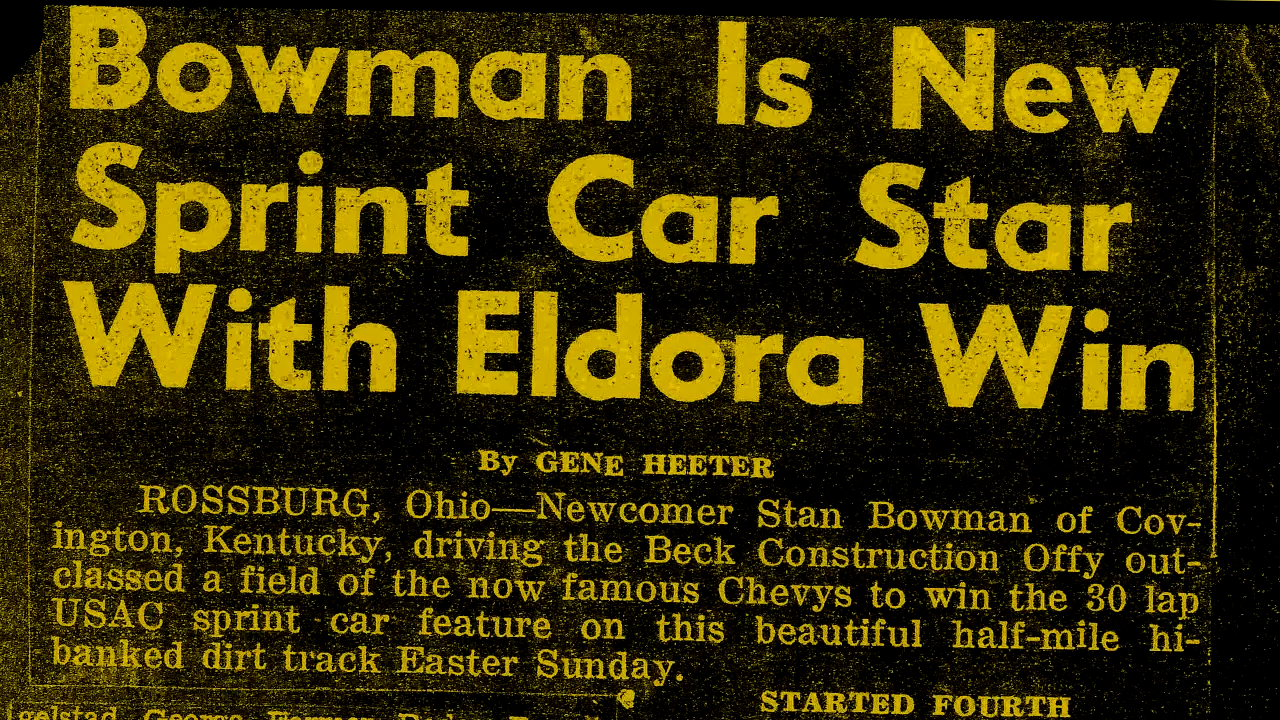 Bowman Is New
Sprint Car Star
With Eldora Win
By GENE HEETER
ROSSBURG, Ohio—Newcomer Stan Bowman of Cov-
ington, Kentucky, driving the Beck Construction Offy out-
classed a field of the now famous Chevys to win the 30 lap
USAC sprint car feature on this beautiful half-mile hi-
banked dirt track Easter Sunday.
STARTED FOURTH
gelstad, George